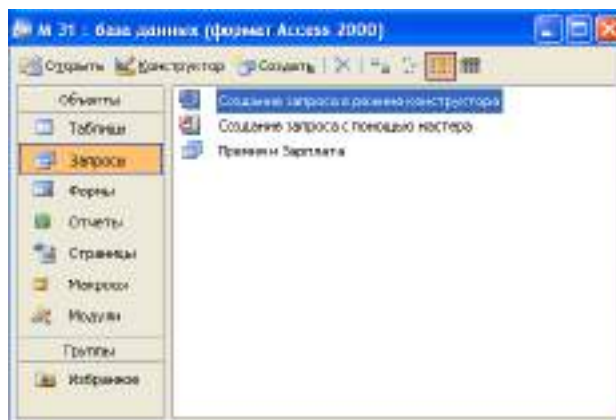 М 31 : база данных (формат Access 2000)
Открыть Конструктор Создать
Объекты
Таблицы
Запросы
Формы
Отчеты
Страницы
Макросы
Модули
Группы
Избранное
Создание запроса в режиме конструктора
Создание запроса с помощью мастера
Премии и Зарплата